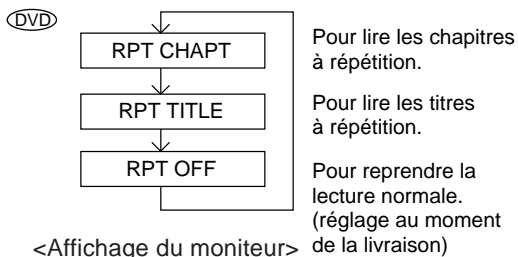 DVD
RPT CHAPT
Pour lire les chapitres
à répétition.
RPT TITLE
Pour lire les titres
à répétition.
RPT OFF
Pour reprendre la
lecture normale.
(réglage au moment
de la livraison)
<Affichage du moniteur>